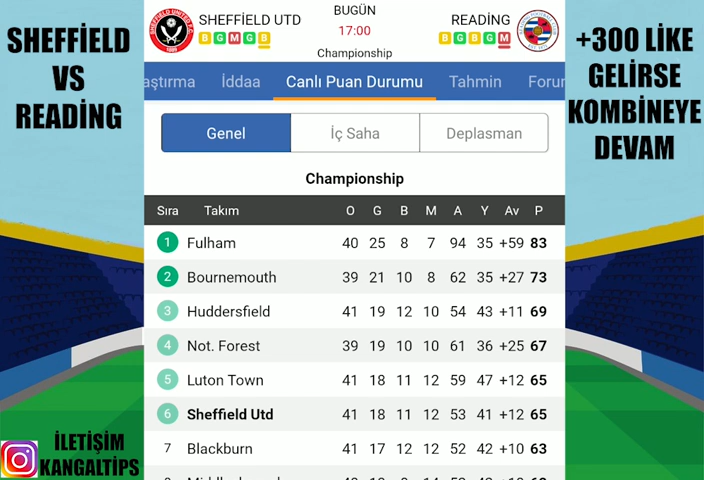 SHEFFİELD
VS
READİNG
SHEFFİELD UTD
B G M G B
BUGÜN
17:00
Championship
READİNG
B G B G M
+300 LİKE
GELİRSE
KOMBİNEYE
DEVAM
aştırma İddaa Canlı Puan Durumu Tahmin Forum
Genel İç Saha Deplasman
Championship
Sıra Takım O G B M A Y Av P
1 Fulham 40 25 8 7 94 35 +59 83
2 Bournemouth 39 21 10 8 62 35 +27 73
3 Huddersfield 41 19 12 10 54 43 +11 69
4 Not. Forest 39 19 10 10 61 36 +25 67
5 Luton Town 41 18 11 12 59 47 +12 65
6 Sheffield Utd 41 18 11 12 53 41 +12 65
7 Blackburn 41 17 12 12 52 42 +10 63
İLETİŞİM
KANGALTİPS